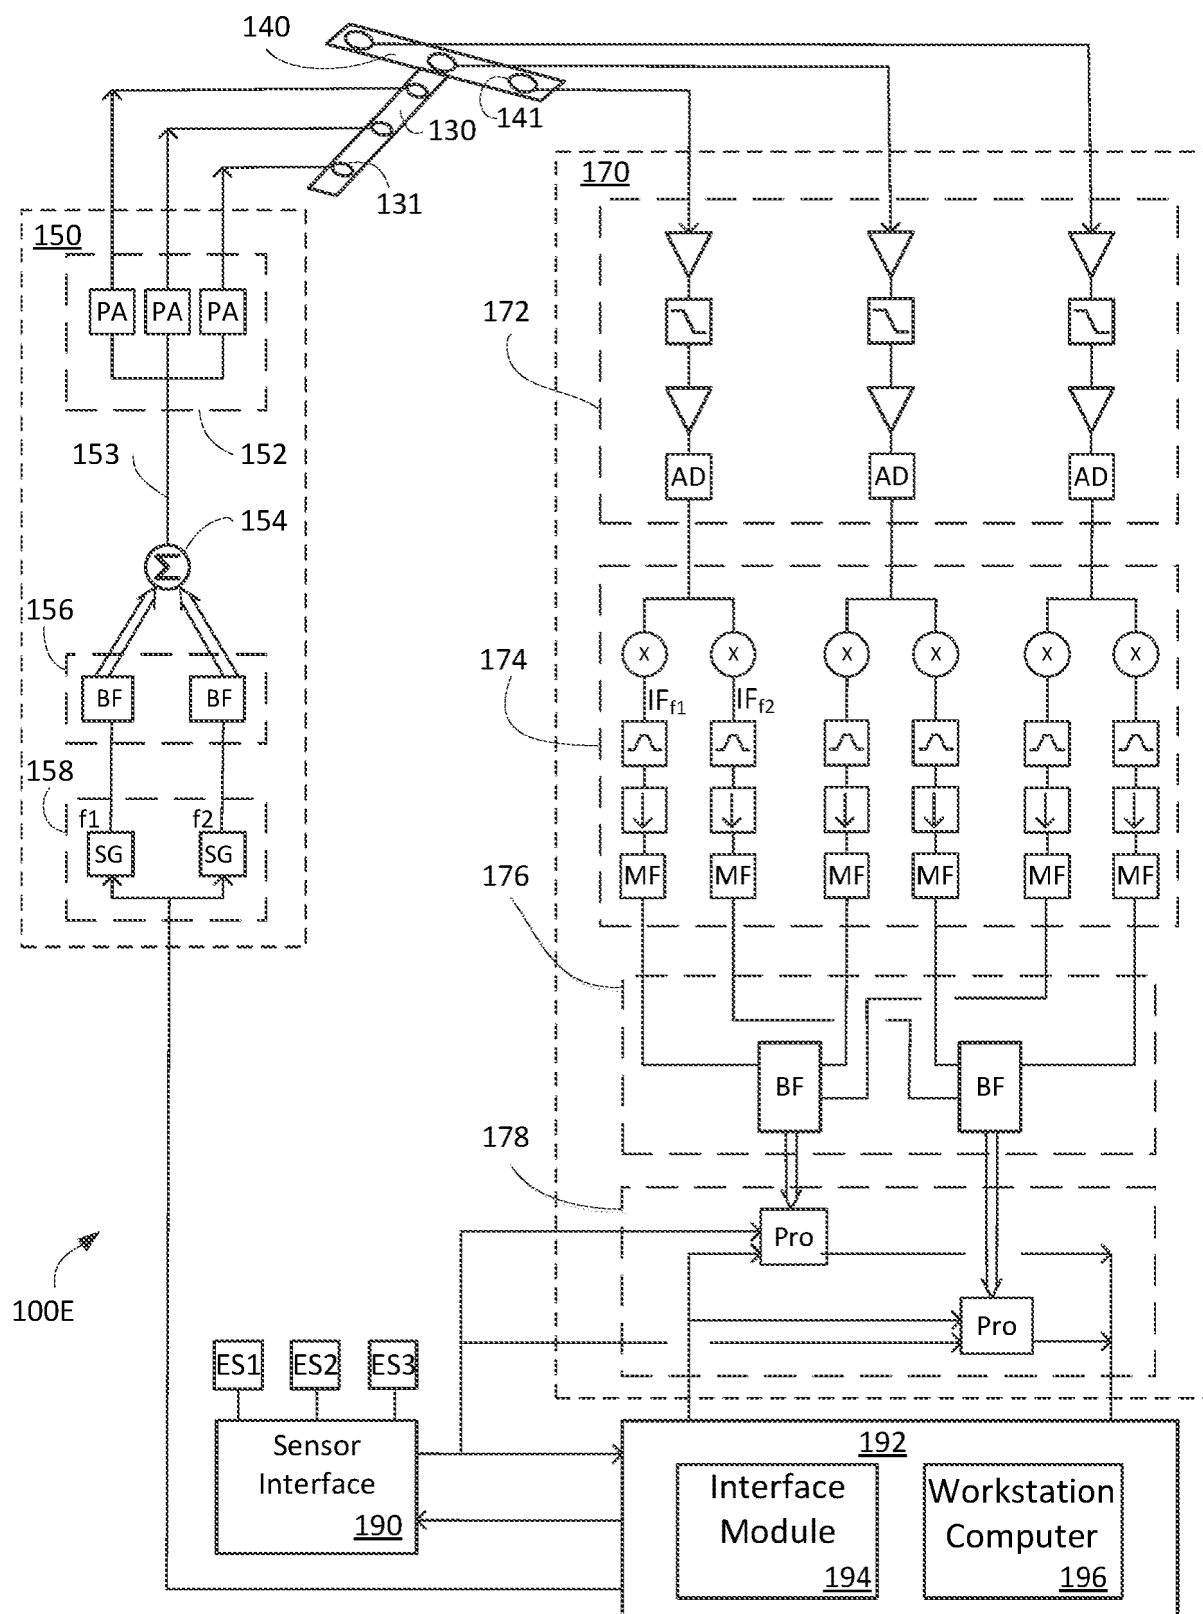 140
141
130
131
170
150
PA PA PA
172
152
153
AD AD AD
154
156
X X X X X X
174
BF BF
IFf1 IFf2
158
f1 f2
SG SG
176
MF MF MF MF MF MF
BF BF
178
Pro
100E
Pro
ES1 ES2 ES3
192
Sensor
Interface
190
Interface
Module
194
Workstation
Computer
196